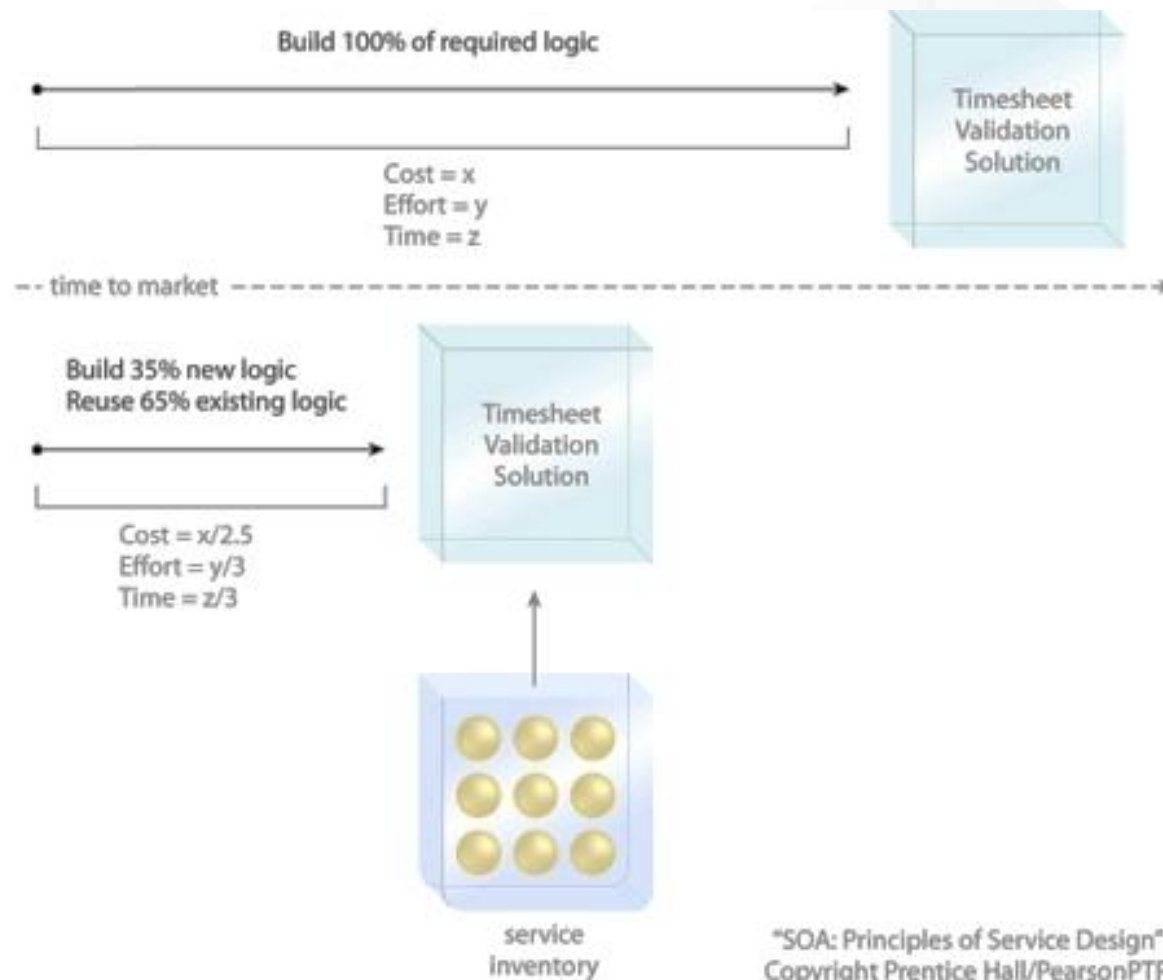 Build 100% of required logic
Timesheet
Validation
Solution
Cost = x
Effort = y
Time = z
time to market
Build 35% new logic
Reuse 65% existing logic
Timesheet
Validation
Solution
Cost = x/2.5
Effort = y/3
Time = z/3
service
inventory
"SOA: Principles of Service Design"
Copyright Prentice Hall/PearsonPTR